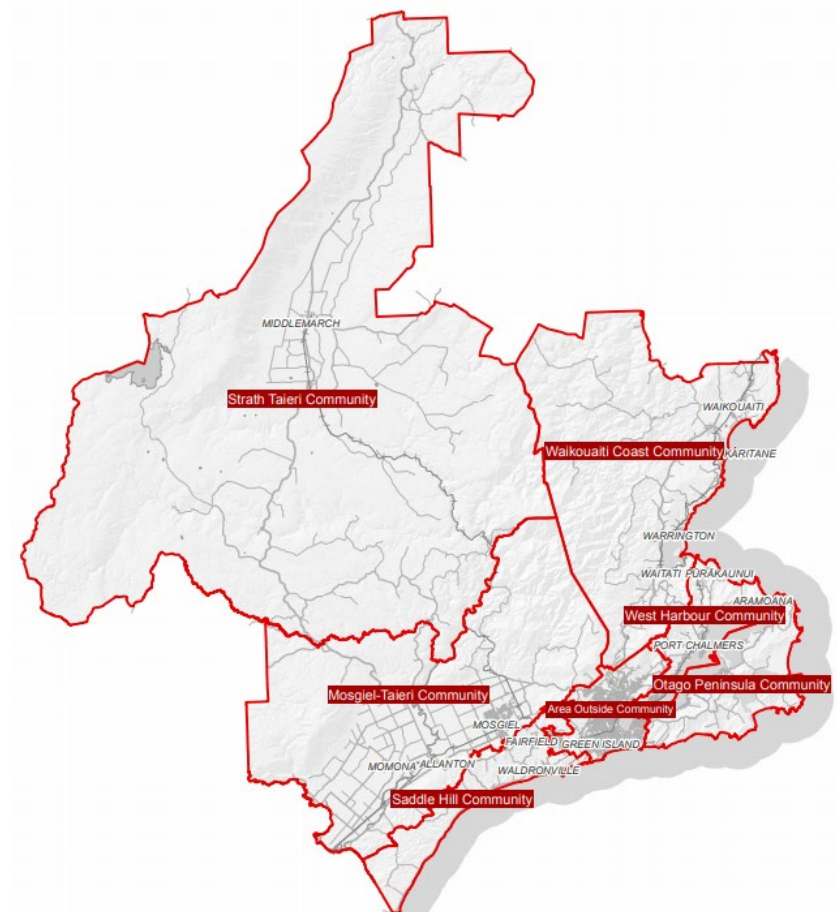 MIDDLEMARCH
Strath Taieri Community
WAIKOUAITI
Waikouaiti Coast Community
KARITANE
WARRINGTON
WAITATI
PURĀKAUNUI
ARAMOANA
West Harbour Community
PORT CHALMERS
Otago Peninsula Community
Mosgiel-Taieri Community
Area Outside Community
MOSGIEL
FAIRFIELD
GREEN ISLAND
MOMONA
ALLANTON
WALDRONVILLE
Saddle Hill Community